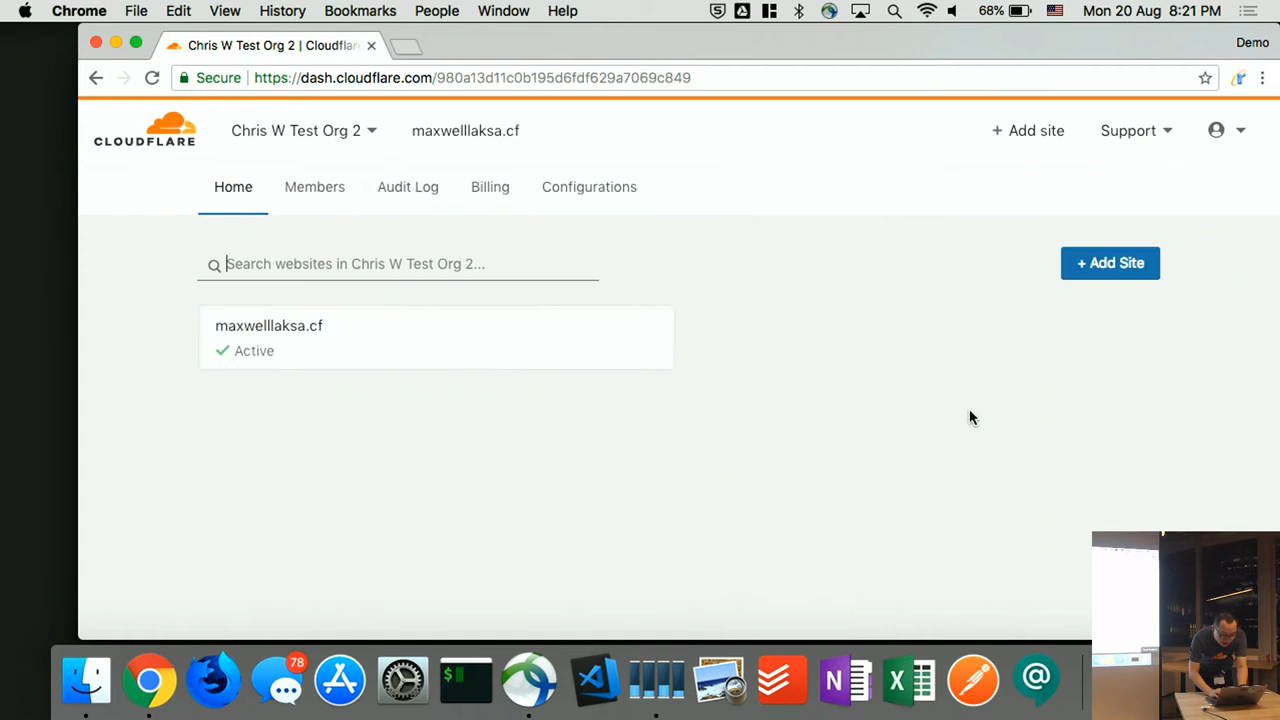 Chrome File Edit View History Bookmarks People Window Help 68% Mon 20 Aug 8:21 PM
Chris W Test Org 2 | Cloudflar Demo
Secure https://dash.cloudflare.com/980a13d11c0b195d6fdf629a7069c849
CLOUDFLARE Chris W Test Org 2 maxwelllaksa.cf + Add site Support
Home Members Audit Log Billing Configurations
Search websites in Chris W Test Org 2... + Add Site
maxwelllaksa.cf
Active
78